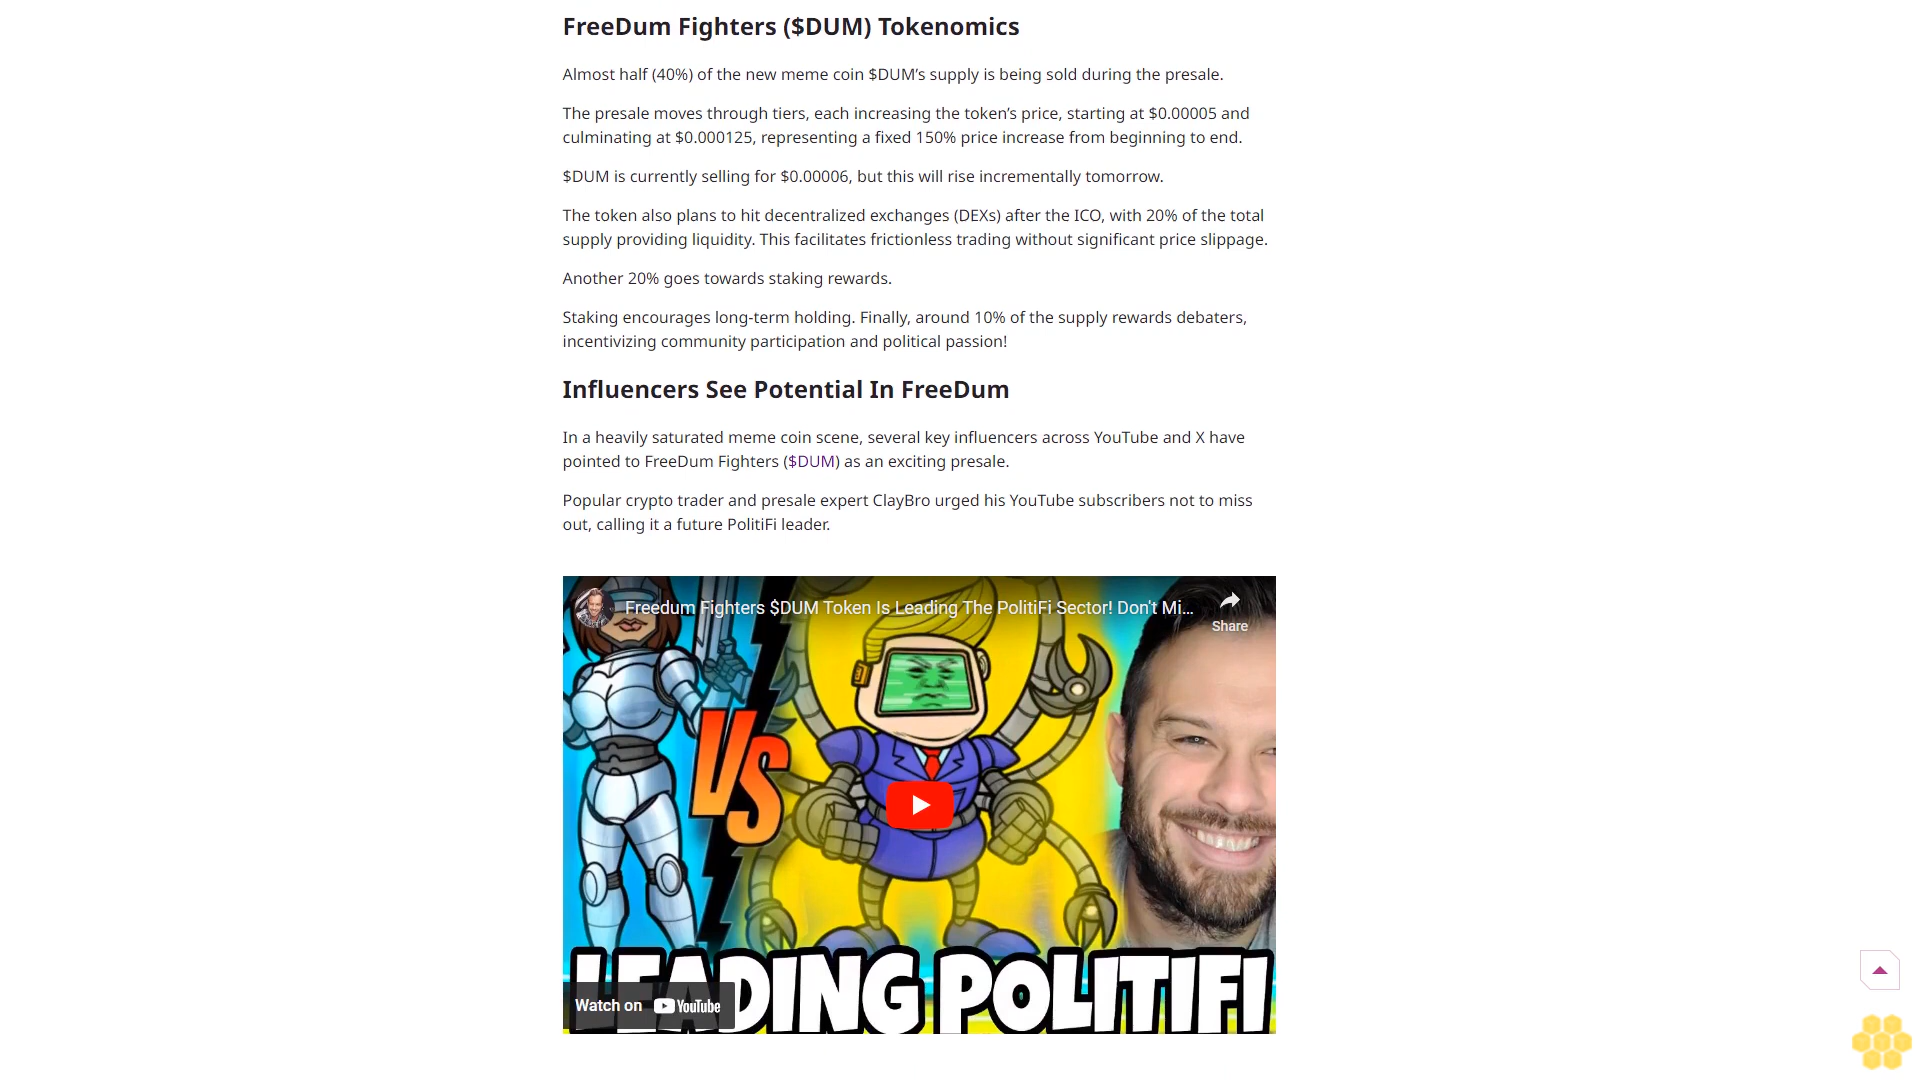 FreeDum Fighters ($DUM) Tokenomics
Almost half (40%) of the new meme coin $DUM’s supply is being sold during the presale.
The presale moves through tiers, each increasing the token’s price, starting at $0.00005 and
culminating at $0.000125, representing a fixed 150% price increase from beginning to end.
$DUM is currently selling for $0.00006, but this will rise incrementally tomorrow.
The token also plans to hit decentralized exchanges (DEXs) after the ICO, with 20% of the total
supply providing liquidity. This facilitates frictionless trading without significant price slippage.
Another 20% goes towards staking rewards.
Staking encourages long-term holding. Finally, around 10% of the supply rewards debaters,
incentivizing community participation and political passion!
Influencers See Potential In FreeDum
In a heavily saturated meme coin scene, several key influencers across YouTube and X have
pointed to FreeDum Fighters ($DUM) as an exciting presale.
Popular crypto trader and presale expert ClayBro urged his YouTube subscribers not to miss
out, calling it a future PolitiFi leader.
Freedum Fighters $DUM Token Is Leading The PolitiFi Sector! Don't Mi...
Share
VS
LEADING POLITIFI
Watch on YouTube